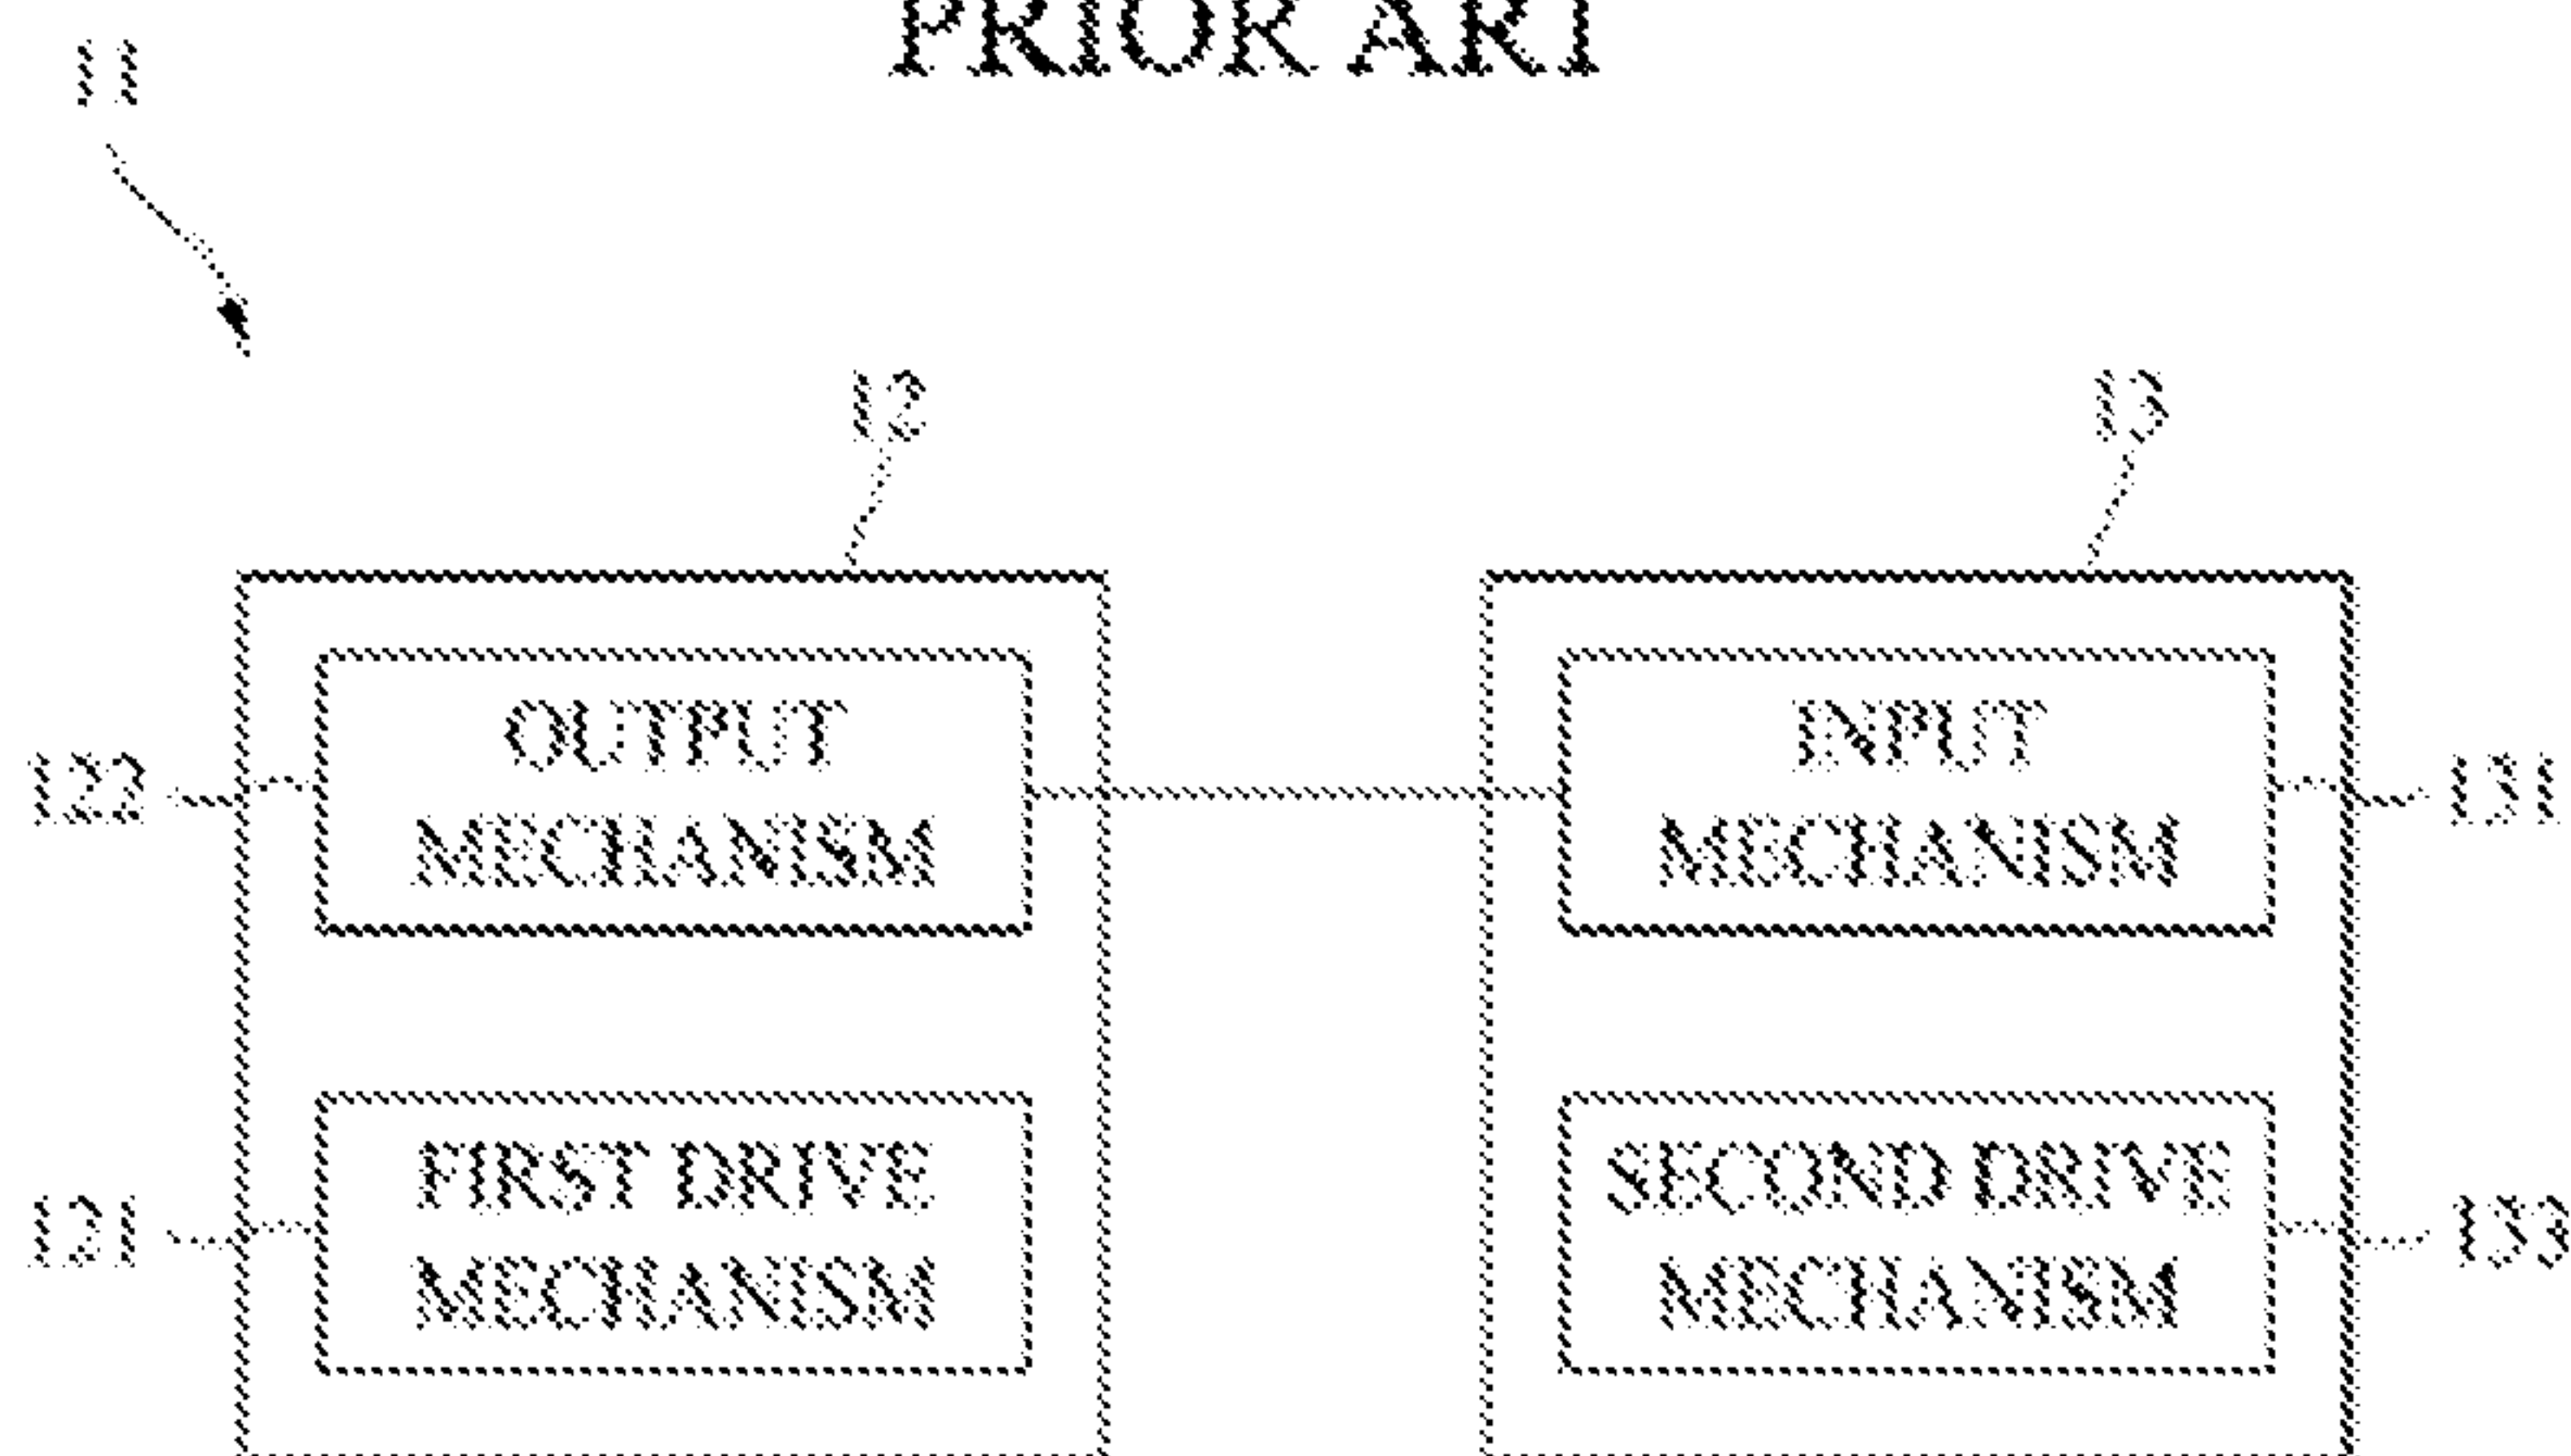 PRIOR ART
11
12
13
OUTPUT
MECHANISM
122
INPUT
MECHANISM
131
FIRST DRIVE
MECHANISM
121
SECOND DRIVE
MECHANISM
133